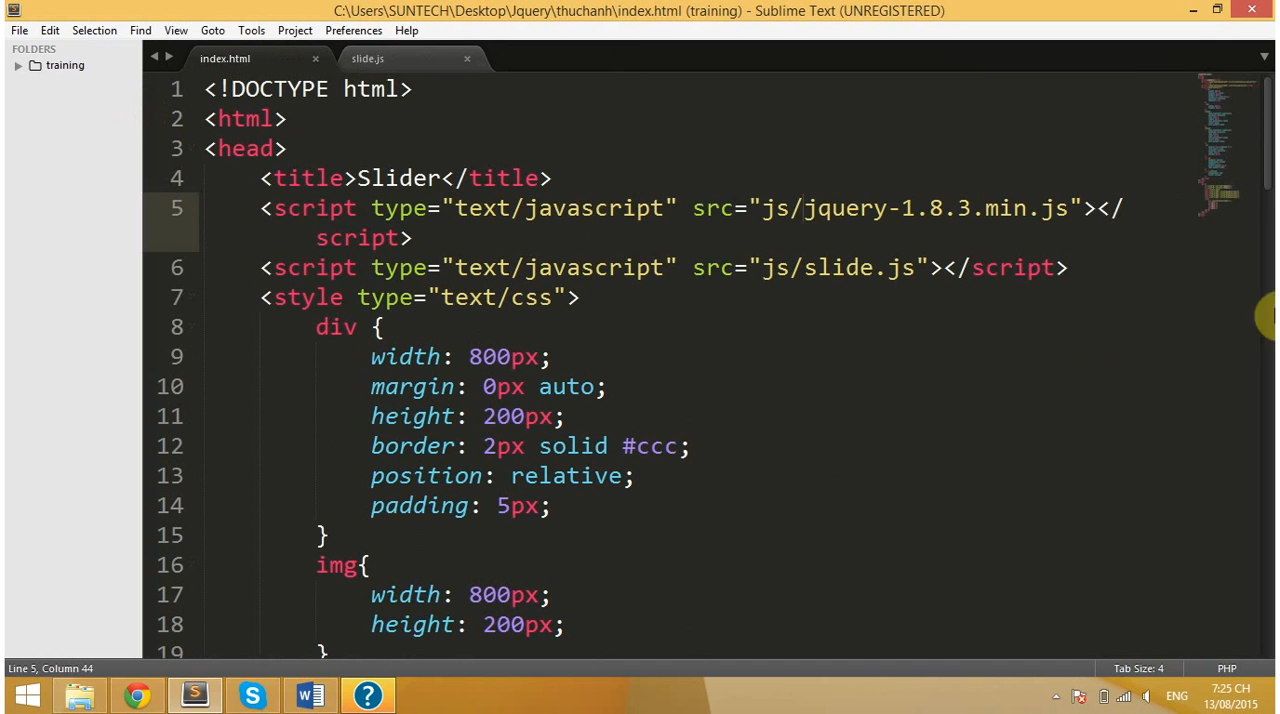 C:\Users\SUNTECH\Desktop\Jquery\thuchanh\index.html (training) - Sublime Text (UNREGISTERED)
File Edit Selection Find View Goto Tools Project Preferences Help
FOLDERS
training
index.html × slide.js ×
1 <!DOCTYPE html>
2 <html>
3 <head>
4 <title>Slider</title>
5 <script type="text/javascript" src="js/jquery-1.8.3.min.js"></
script>
6 <script type="text/javascript" src="js/slide.js"></script>
7 <style type="text/css">
8 div {
9 width: 800px;
10 margin: 0px auto;
11 height: 200px;
12 border: 2px solid #ccc;
13 position: relative;
14 padding: 5px;
15 }
16 img{
17 width: 800px;
18 height: 200px;
19 }
Line 5, Column 44
Tab Size: 4
PHP
ENG
7:25 CH
13/08/2015